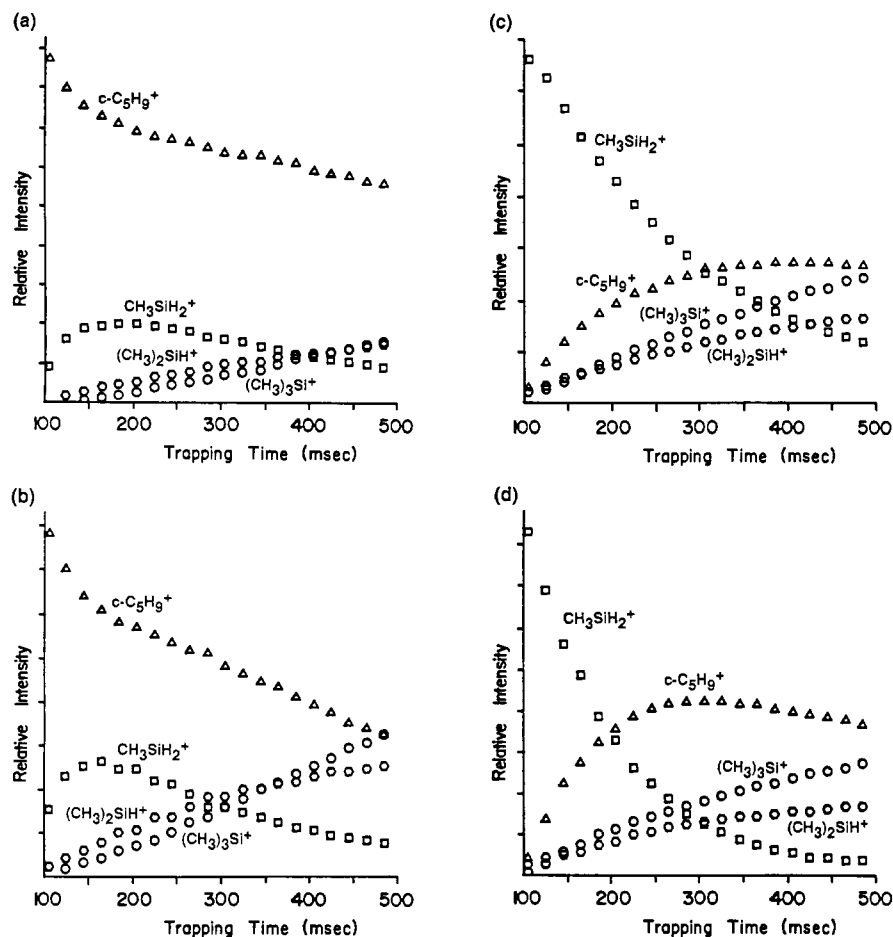 (a)
Relative Intensity
c-C₅H₉⁺
CH₃SiH₂⁺
(CH₃)₂SiH⁺
(CH₃)₃Si⁺
100 200 300 400 500
Trapping Time (msec)
(c)
Relative Intensity
CH₃SiH₂⁺
c-C₅H₉⁺
(CH₃)₃Si⁺
(CH₃)₂SiH⁺
100 200 300 400 500
Trapping Time (msec)
(b)
Relative Intensity
c-C₅H₉⁺
CH₃SiH₂⁺
(CH₃)₂SiH⁺
(CH₃)₃Si⁺
100 200 300 400 500
Trapping Time (msec)
(d)
Relative Intensity
CH₃SiH₂⁺
c-C₅H₉⁺
(CH₃)₃Si⁺
(CH₃)₂SiH⁺
100 200 300 400 500
Trapping Time (msec)